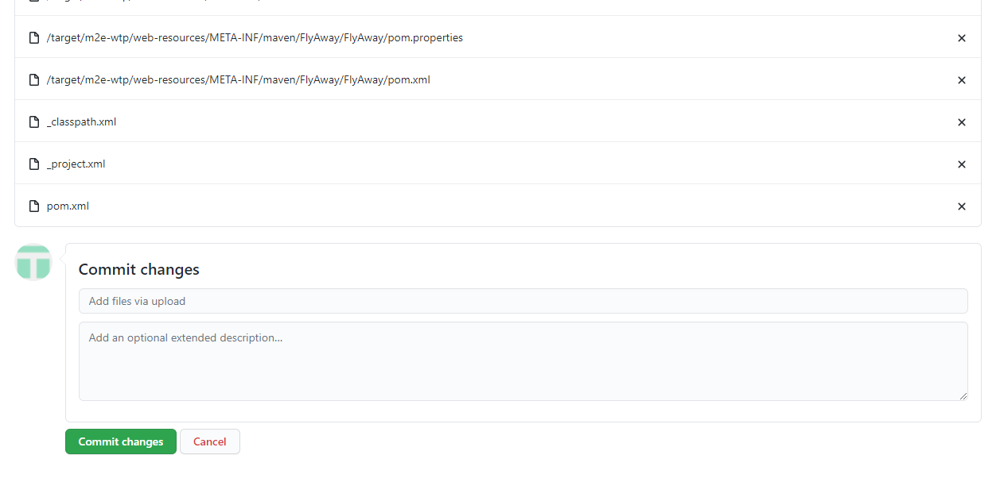 /target/m2e-wtp/web-resources/META-INF/maven/FlyAway/FlyAway/pom.properties
/target/m2e-wtp/web-resources/META-INF/maven/FlyAway/FlyAway/pom.xml
_classpath.xml
_project.xml
pom.xml
Commit changes
Add files via upload
Add an optional extended description...
Commit changes
Cancel